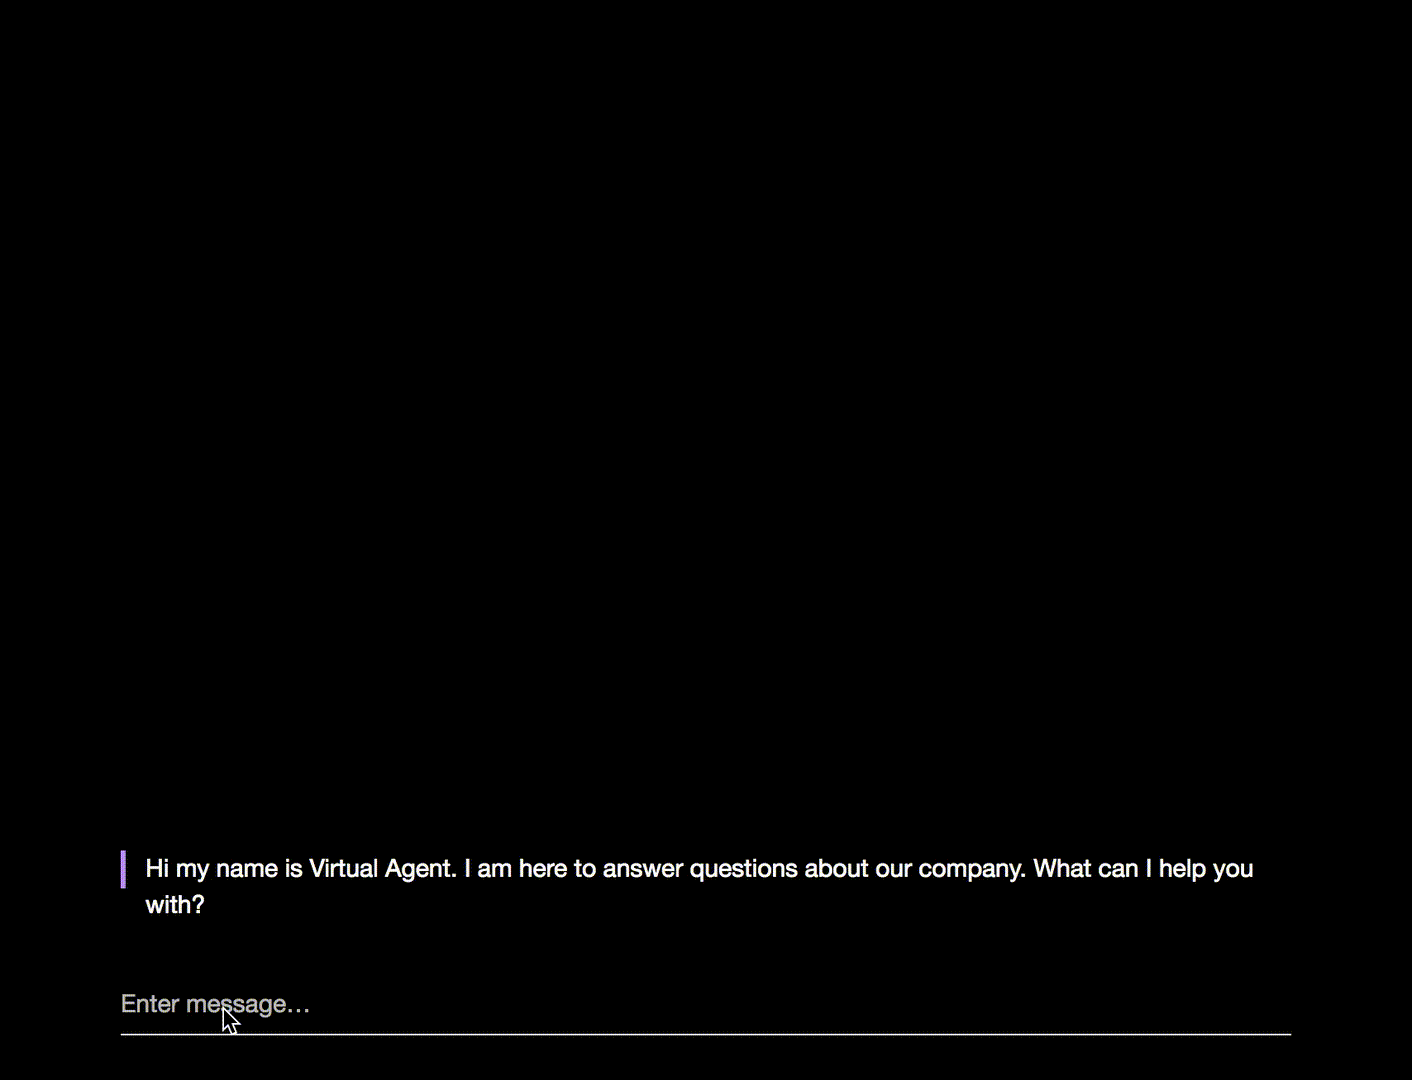 Hi my name is Virtual Agent. I am here to answer questions about our company. What can I help you
with?
Enter message...